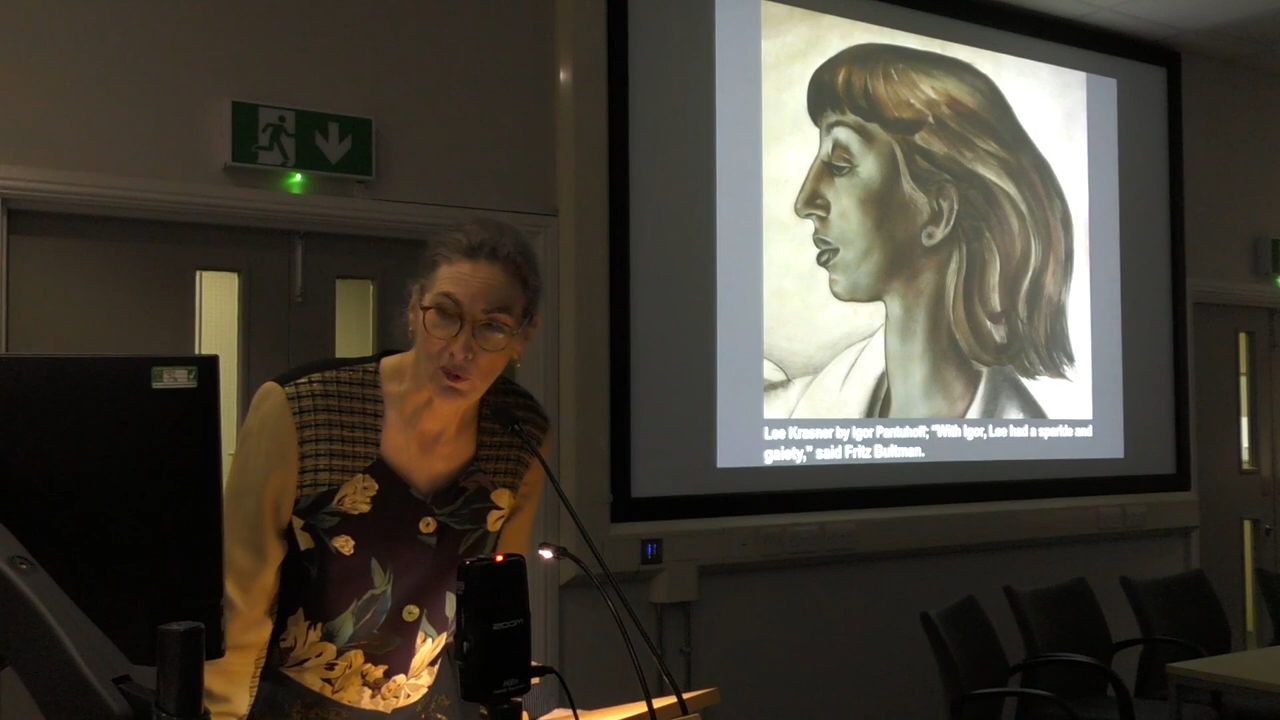 Lee Krasner by Igor Pantuhoff; "With Igor, Lee had a sparkle and
gaiety," said Fritz Bultman.
zoom